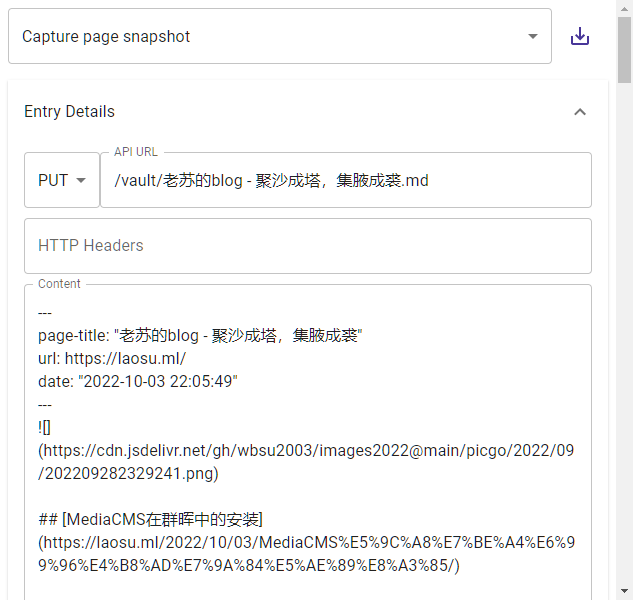 Capture page snapshot
Entry Details
API URL
PUT
/vault/老苏的blog - 聚沙成塔，集腋成裘.md
HTTP Headers
Content
---
page-title: "老苏的blog - 聚沙成塔，集腋成裘"
url: https://laosu.ml/
date: "2022-10-03 22:05:49"
---
![]
(https://cdn.jsdelivr.net/gh/wbsu2003/images2022@main/picgo/2022/09
/202209282329241.png)
## [MediaCMS在群晖中的安装]
(https://laosu.ml/2022/10/03/MediaCMS%E5%9C%A8%E7%BE%A4%E6%9
9%96%E4%B8%AD%E7%9A%84%E5%AE%89%E8%A3%85/)